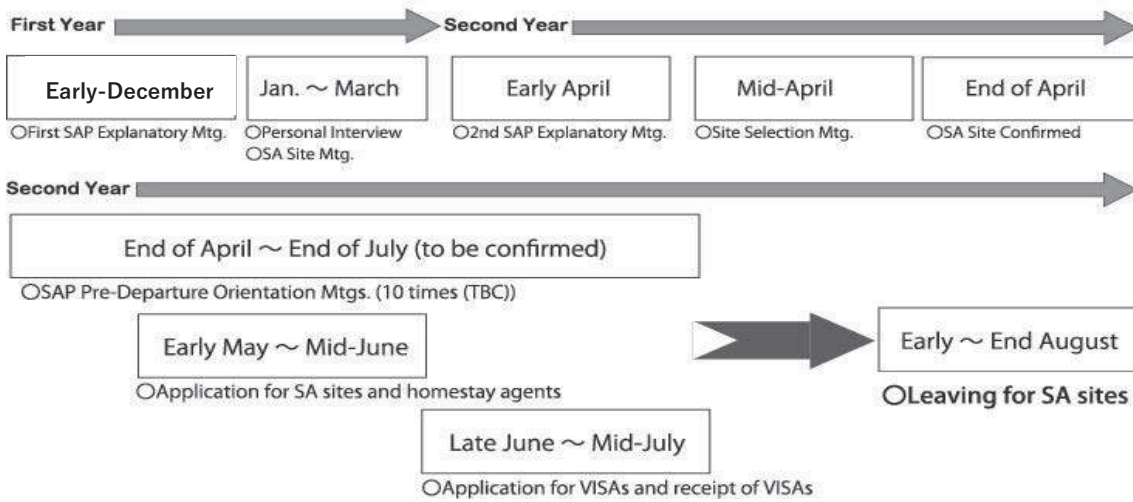 First Year
Second Year
Early-December
Jan. ～ March
Early April
Mid-April
End of April
○First SAP Explanatory Mtg.
○Personal Interview
○SA Site Mtg.
○2nd SAP Explanatory Mtg.
○Site Selection Mtg.
○SA Site Confirmed
Second Year
End of April ～ End of July (to be confirmed)
○SAP Pre-Departure Orientation Mtgs. (10 times (TBC))
Early May ～ Mid-June
○Application for SA sites and homestay agents
Early ～ End August
○Leaving for SA sites
Late June ～ Mid-July
○Application for VISAs and receipt of VISAs